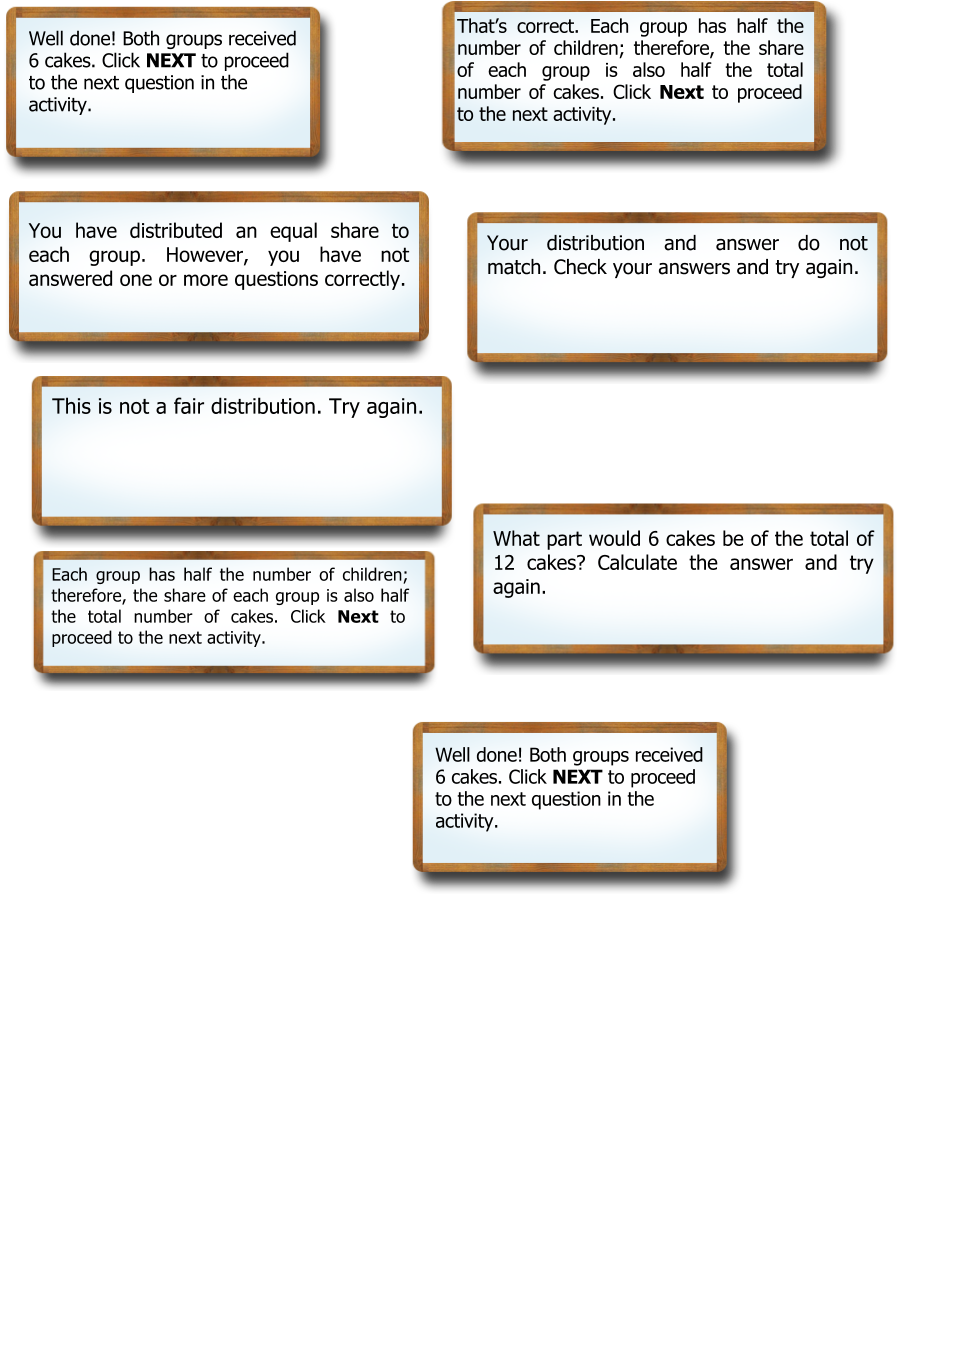 Well done! Both groups received
6 cakes. Click NEXT to proceed
to the next question in the
activity.
That's correct. Each group has half the
number of children; therefore, the share
of each group is also half the total
number of cakes. Click Next to proceed
to the next activity.
You have distributed an equal share to
each group. However, you have not
answered one or more questions correctly.
Your distribution and answer do not
match. Check your answers and try again.
This is not a fair distribution. Try again.
What part would 6 cakes be of the total of
12 cakes? Calculate the answer and try
again.
Each group has half the number of children;
therefore, the share of each group is also half
the total number of cakes. Click Next to
proceed to the next activity.
Well done! Both groups received
6 cakes. Click NEXT to proceed
to the next question in the
activity.